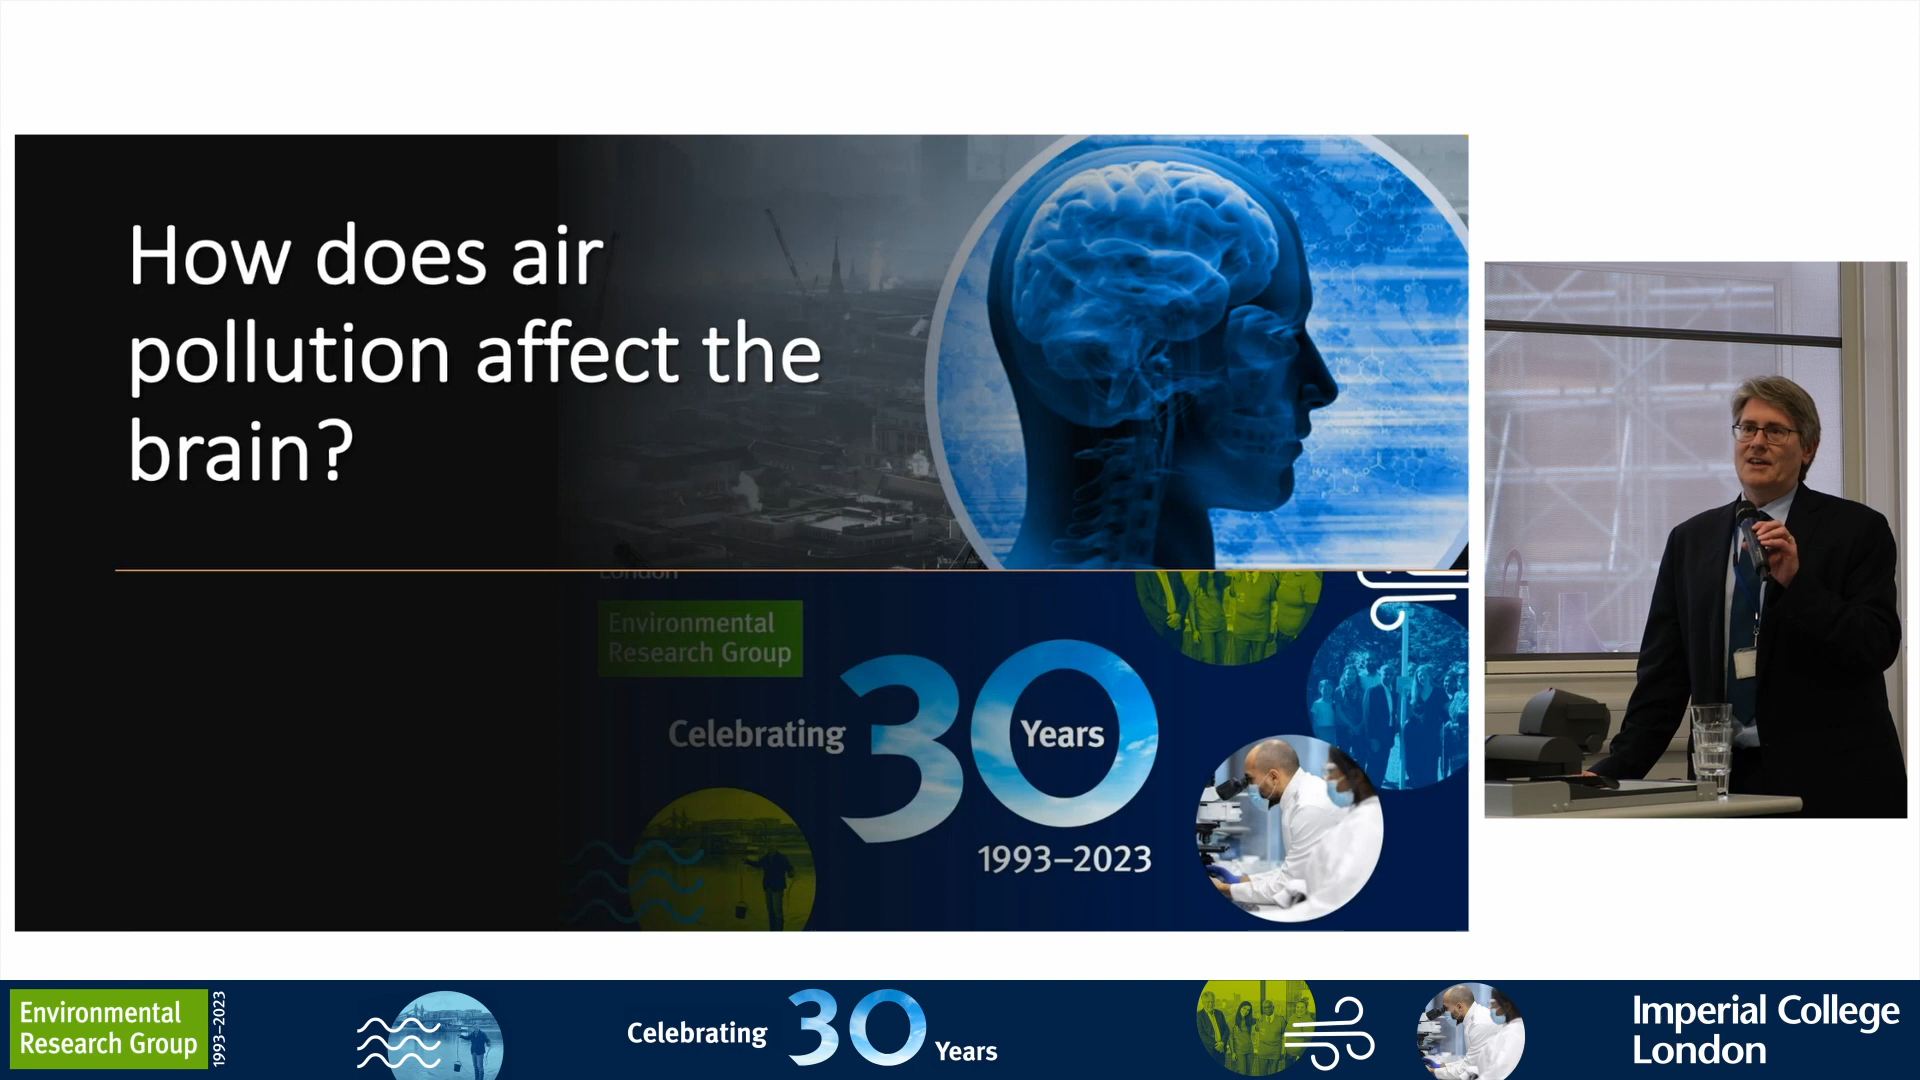 How does air
pollution affect the
brain?
London
Environmental
Research Group
Celebrating
30
Years
1993–2023
Environmental
Research Group
1993–2023
Celebrating
30
Years
Imperial College
London